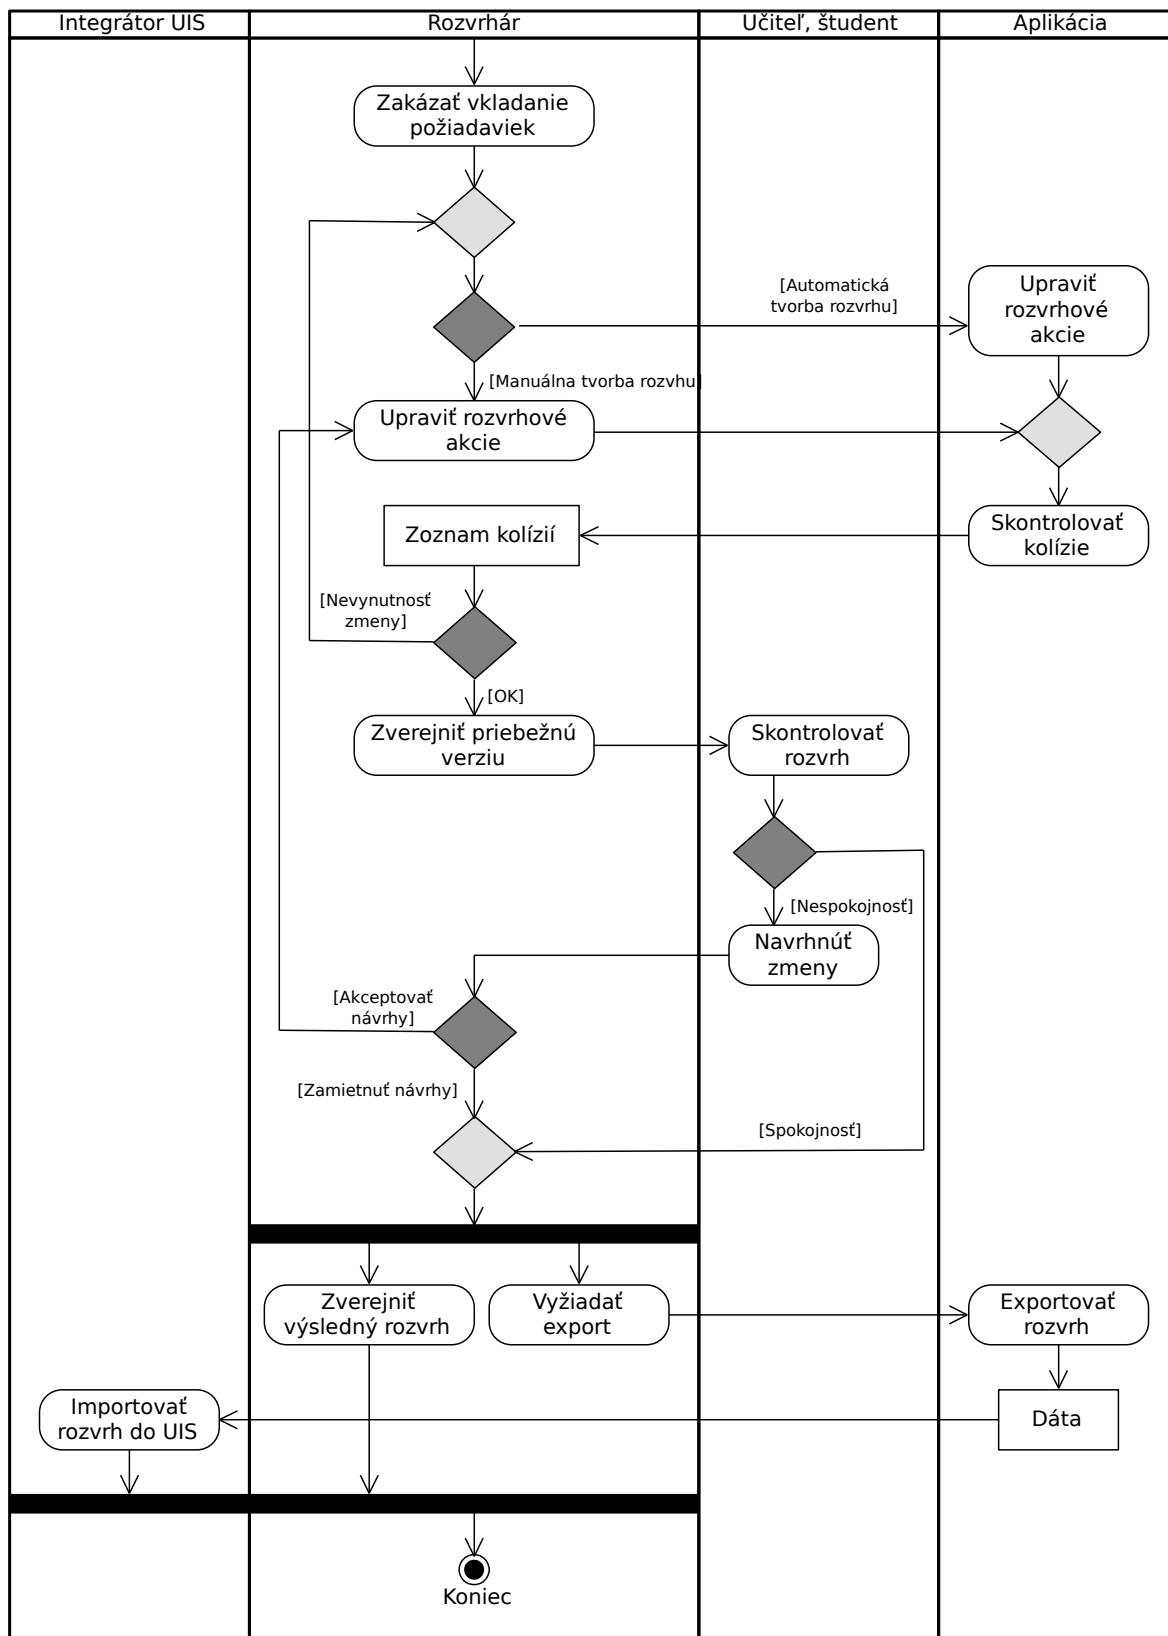 Integrátor UIS
Rozvrhár
Učiteľ, študent
Aplikácia
Zakázať vkladanie
požiadaviek
[Automatická
tvorba rozvrhu]
Upraviť
rozvrhové
akcie
[Manuálna tvorba rozvhu]
Upraviť rozvrhové
akcie
Zoznam kolízií
Skontrolovať
kolízie
[Nevynutnosť
zmeny]
[OK]
Zverejniť priebežnú
verziu
Skontrolovať
rozvrh
[Nespokojnosť]
Navrhnúť
zmeny
[Akceptovať
návrhy]
[Zamietnuť návrhy]
[Spokojnosť]
Zverejniť
výsledný rozvrh
Vyžiadať
export
Exportovať
rozvrh
Importovať
rozvrh do UIS
Dáta
Koniec